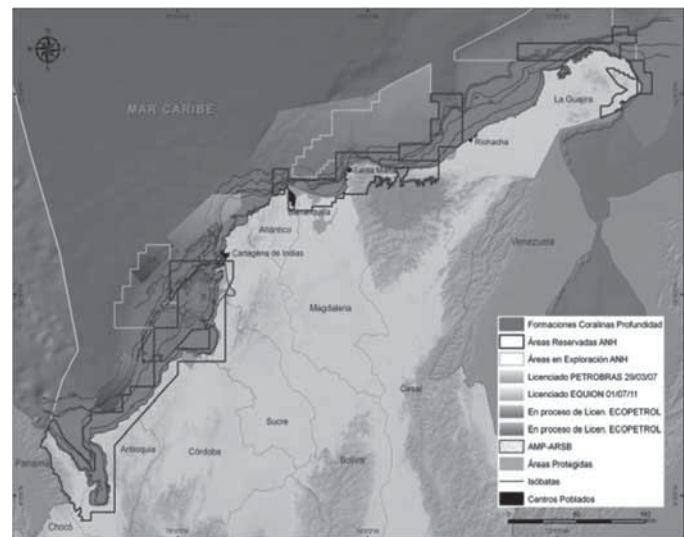 MAR CARIBE
La Guajira
Riohacha
Santa Marta
Barranquilla
Atlántico
Cartagena de Indias
Venezuela
Magdalena
Cesar
Sucre
Bolívar
Córdoba
Antioquia
Panamá
Chocó
Formaciones Coralinas Profundidad
Áreas Reservadas ANH
Áreas en Exploración ANH
Licenciado PETROBRAS 29/03/07
Licenciado EQUION 01/07/11
En proceso de Licen. ECOPETROL
En proceso de Licen. ECOPETROL
AMP-ARSB
Áreas Protegidas
Isóbatas
Centros Poblados